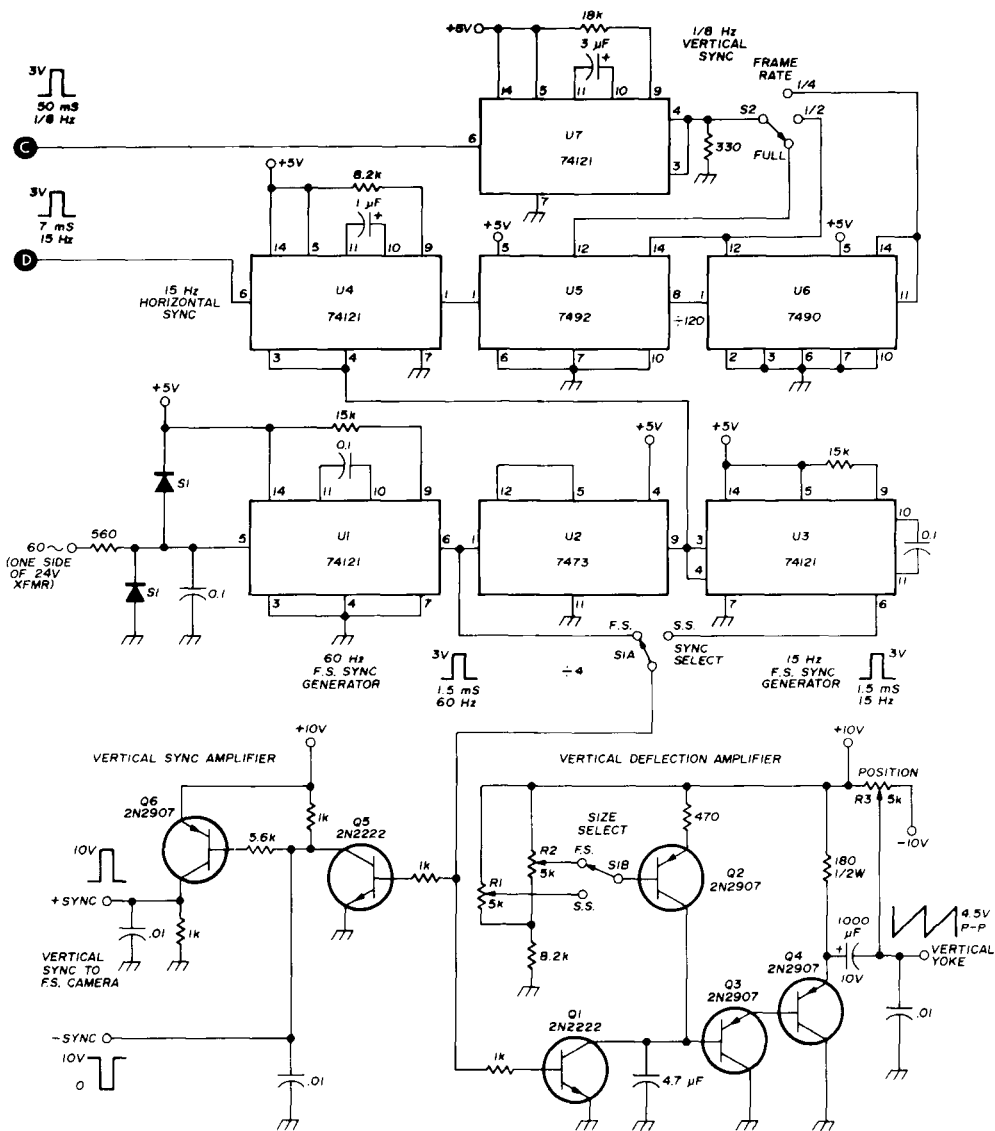 +5V
18k
3 µF
+
14
5
11
10
9
6
U7
74121
4
3
7
1/8 Hz
VERTICAL
SYNC
FRAME
RATE
1/4
1/2
S2
FULL
330
3V
50 mS
1/8 Hz
C
3V
7 mS
15 Hz
D
+5V
8.2k
1 µF
+
14
5
11
10
9
6
U4
74121
1
3
4
7
15 Hz
HORIZONTAL
SYNC
+5V
5
12
14
1
U5
7492
8
6
7
10
÷120
+5V
12
5
14
1
U6
7490
11
2
3
6
7
10
+5V
S1
560
60~
(ONE SIDE
OF 24V
XFMR)
S1
0.1
15k
0.1
14
11
10
9
5
U1
74121
6
3
4
7
60 Hz
F.S. SYNC
GENERATOR
3V
1.5 mS
60 Hz
+5V
12
5
4
1
U2
7473
9
11
÷4
+5V
15k
14
5
9
3
4
U3
74121
10
0.1
11
7
6
F.S.
S1A
S.S.
SYNC
SELECT
15 Hz
F.S. SYNC
GENERATOR
3V
1.5 mS
15 Hz
VERTICAL SYNC AMPLIFIER
+10V
Q6
2N2907
5.6k
1k
Q5
2N2222
1k
10V
+SYNC
.01
1k
VERTICAL
SYNC TO
F.S. CAMERA
-SYNC
10V
0
.01
VERTICAL DEFLECTION AMPLIFIER
+10V
POSITION
R3
5k
-10V
SIZE
SELECT
R2
5k
F.S.
S1B
S.S.
R1
5k
8.2k
470
Q2
2N2907
180
1/2W
1000
µF
+
10V
4.5V
P-P
VERTICAL
YOKE
.01
Q4
2N2907
Q3
2N2907
Q1
2N2222
1k
4.7 µF